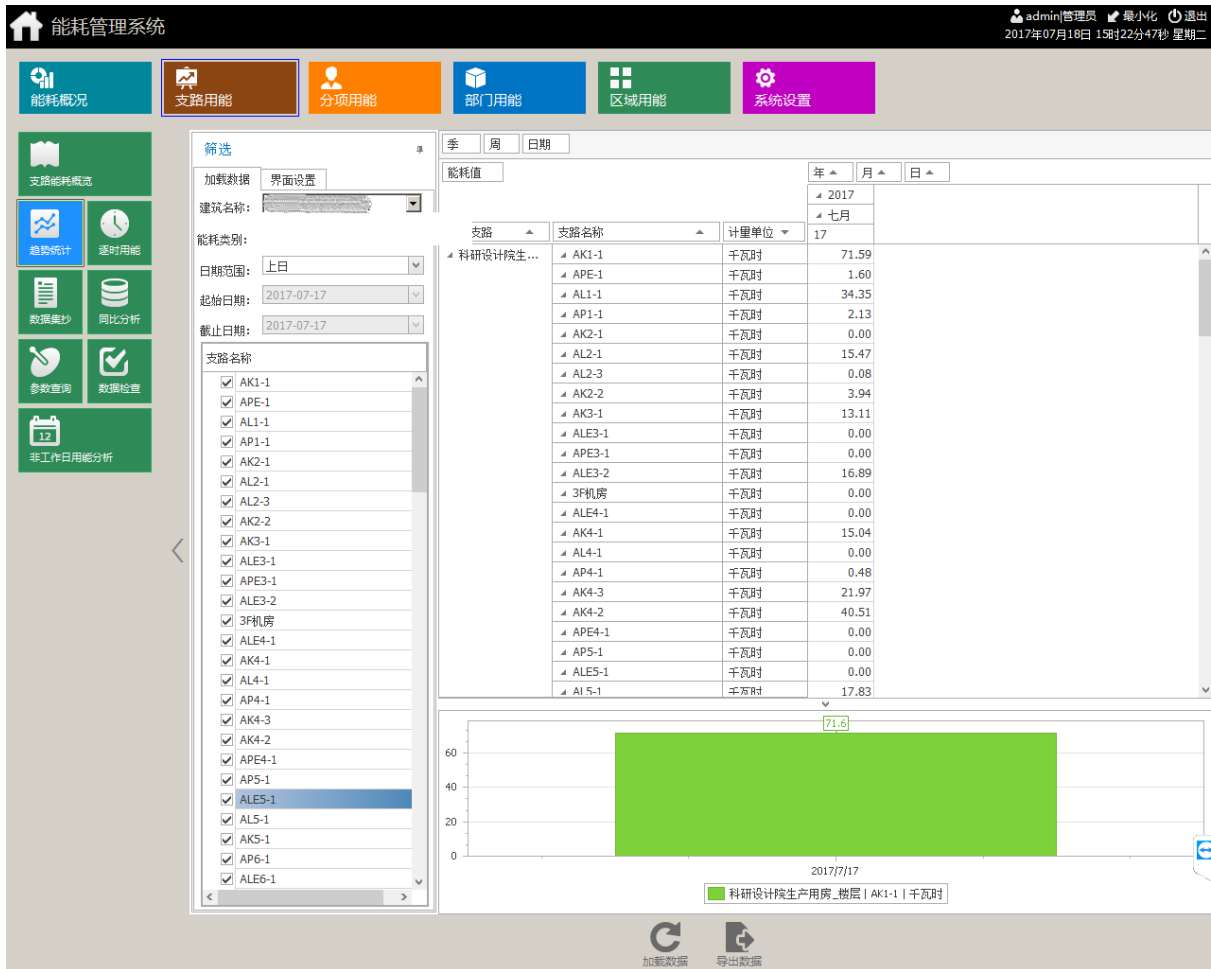 能耗管理系统
admin|管理员 最小化 退出
2017年07月18日 15时22分47秒 星期二
能耗概况 支路用能 分项用能 部门用能 区域用能 系统设置
支路能耗概览
趋势统计 逐时用能
数据集抄 同比分析
参数查询 数据检查
12
非工作日用能分析
筛选
加载数据 界面设置
建筑名称:
能耗类别:
日期范围: 上日
起始日期: 2017-07-17
截止日期: 2017-07-17
支路名称
AK1-1
APE-1
AL1-1
AP1-1
AK2-1
AL2-1
AL2-3
AK2-2
AK3-1
ALE3-1
APE3-1
ALE3-2
3F机房
ALE4-1
AK4-1
AL4-1
AP4-1
AK4-3
AK4-2
APE4-1
AP5-1
ALE5-1
AL5-1
AK5-1
AP6-1
ALE6-1
季 周 日期
能耗值 年 月 日
2017
七月
支路 支路名称 计量单位 17
科研设计院生... AK1-1 千瓦时 71.59
APE-1 千瓦时 1.60
AL1-1 千瓦时 34.35
AP1-1 千瓦时 2.13
AK2-1 千瓦时 0.00
AL2-1 千瓦时 15.47
AL2-3 千瓦时 0.08
AK2-2 千瓦时 3.94
AK3-1 千瓦时 13.11
ALE3-1 千瓦时 0.00
APE3-1 千瓦时 0.00
ALE3-2 千瓦时 16.89
3F机房 千瓦时 0.00
ALE4-1 千瓦时 0.00
AK4-1 千瓦时 15.04
AL4-1 千瓦时 0.00
AP4-1 千瓦时 0.48
AK4-3 千瓦时 21.97
AK4-2 千瓦时 40.51
APE4-1 千瓦时 0.00
AP5-1 千瓦时 0.00
ALE5-1 千瓦时 0.00
AL5-1 千瓦时 17.83
71.6
60
40
20
0
2017/7/17
科研设计院生产用房_楼层 | AK1-1 | 千瓦时
加载数据 导出数据